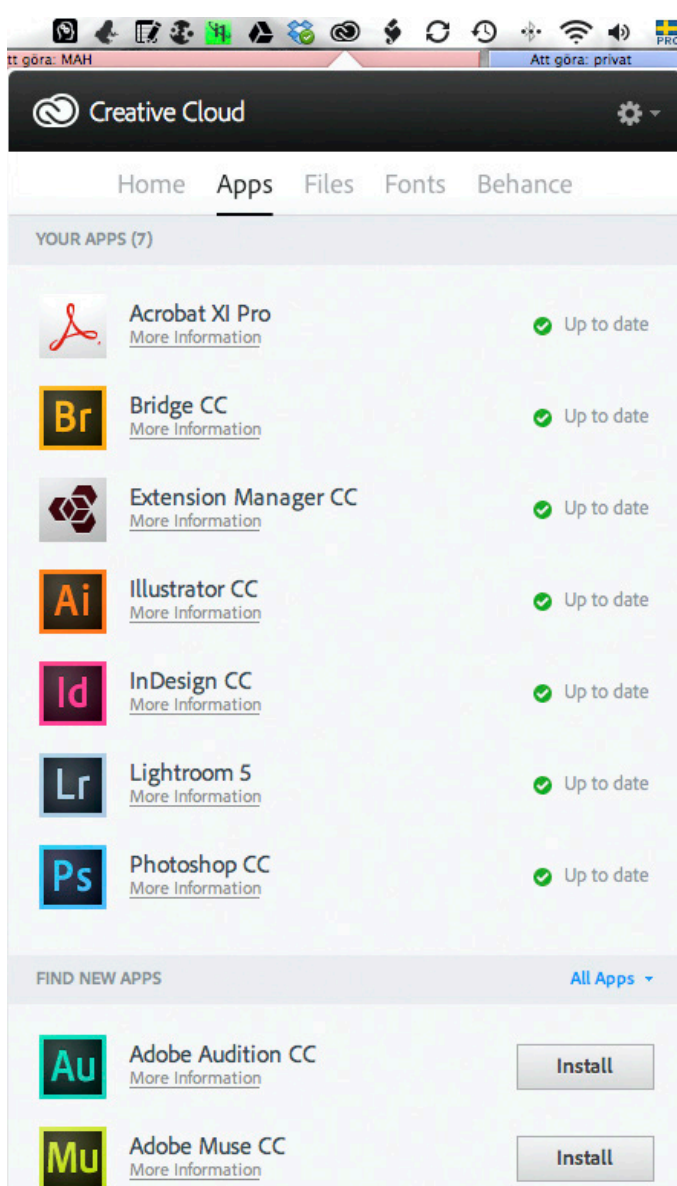 PRO
tt göra: MAH
Att göra: privat
Creative Cloud
Home Apps Files Fonts Behance
YOUR APPS (7)
Acrobat XI Pro
More Information
Up to date
Br
Bridge CC
More Information
Up to date
Extension Manager CC
More Information
Up to date
Ai
Illustrator CC
More Information
Up to date
Id
InDesign CC
More Information
Up to date
Lr
Lightroom 5
More Information
Up to date
Ps
Photoshop CC
More Information
Up to date
FIND NEW APPS
All Apps
Au
Adobe Audition CC
More Information
Install
Mu
Adobe Muse CC
More Information
Install